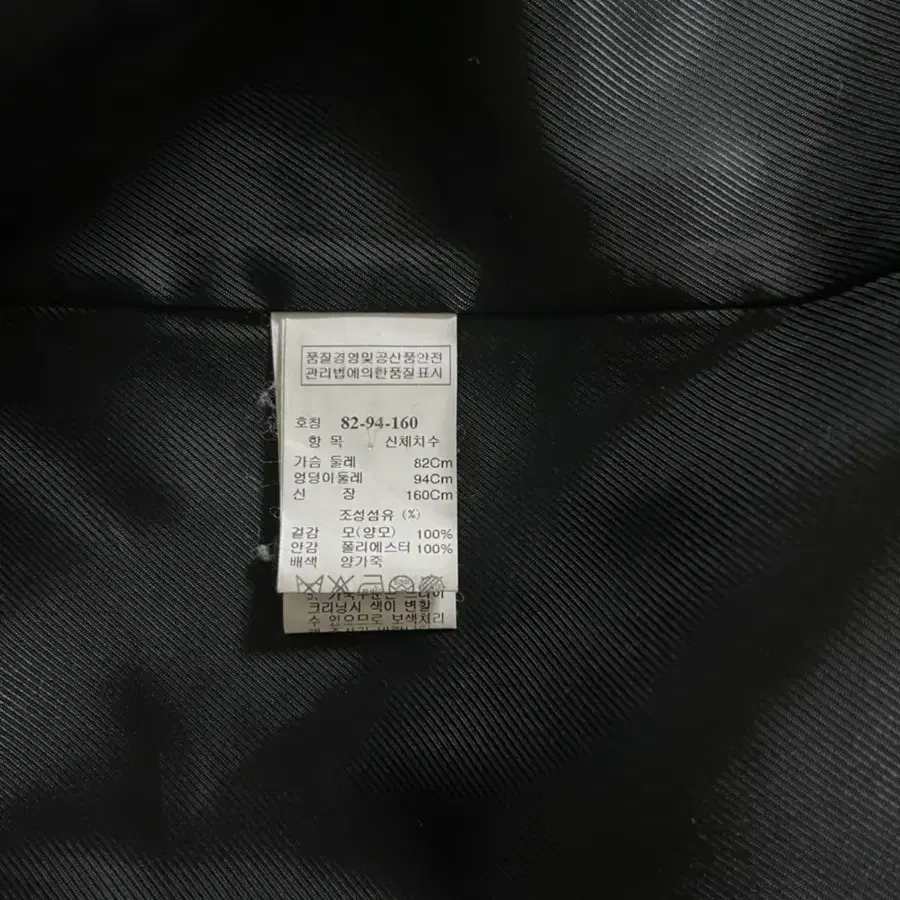 품질경영및공산품안전
관리법에의한품질표시
호칭 82-94-160
항 목 신체치수
가슴 둘레 82Cm
엉덩이둘레 94Cm
신 장 160Cm
조성섬유 (%)
겉감 모(양모) 100%
안감 폴리에스터 100%
배색 양가죽
크리닝시 색이 변할
수 있으므로 보색처리